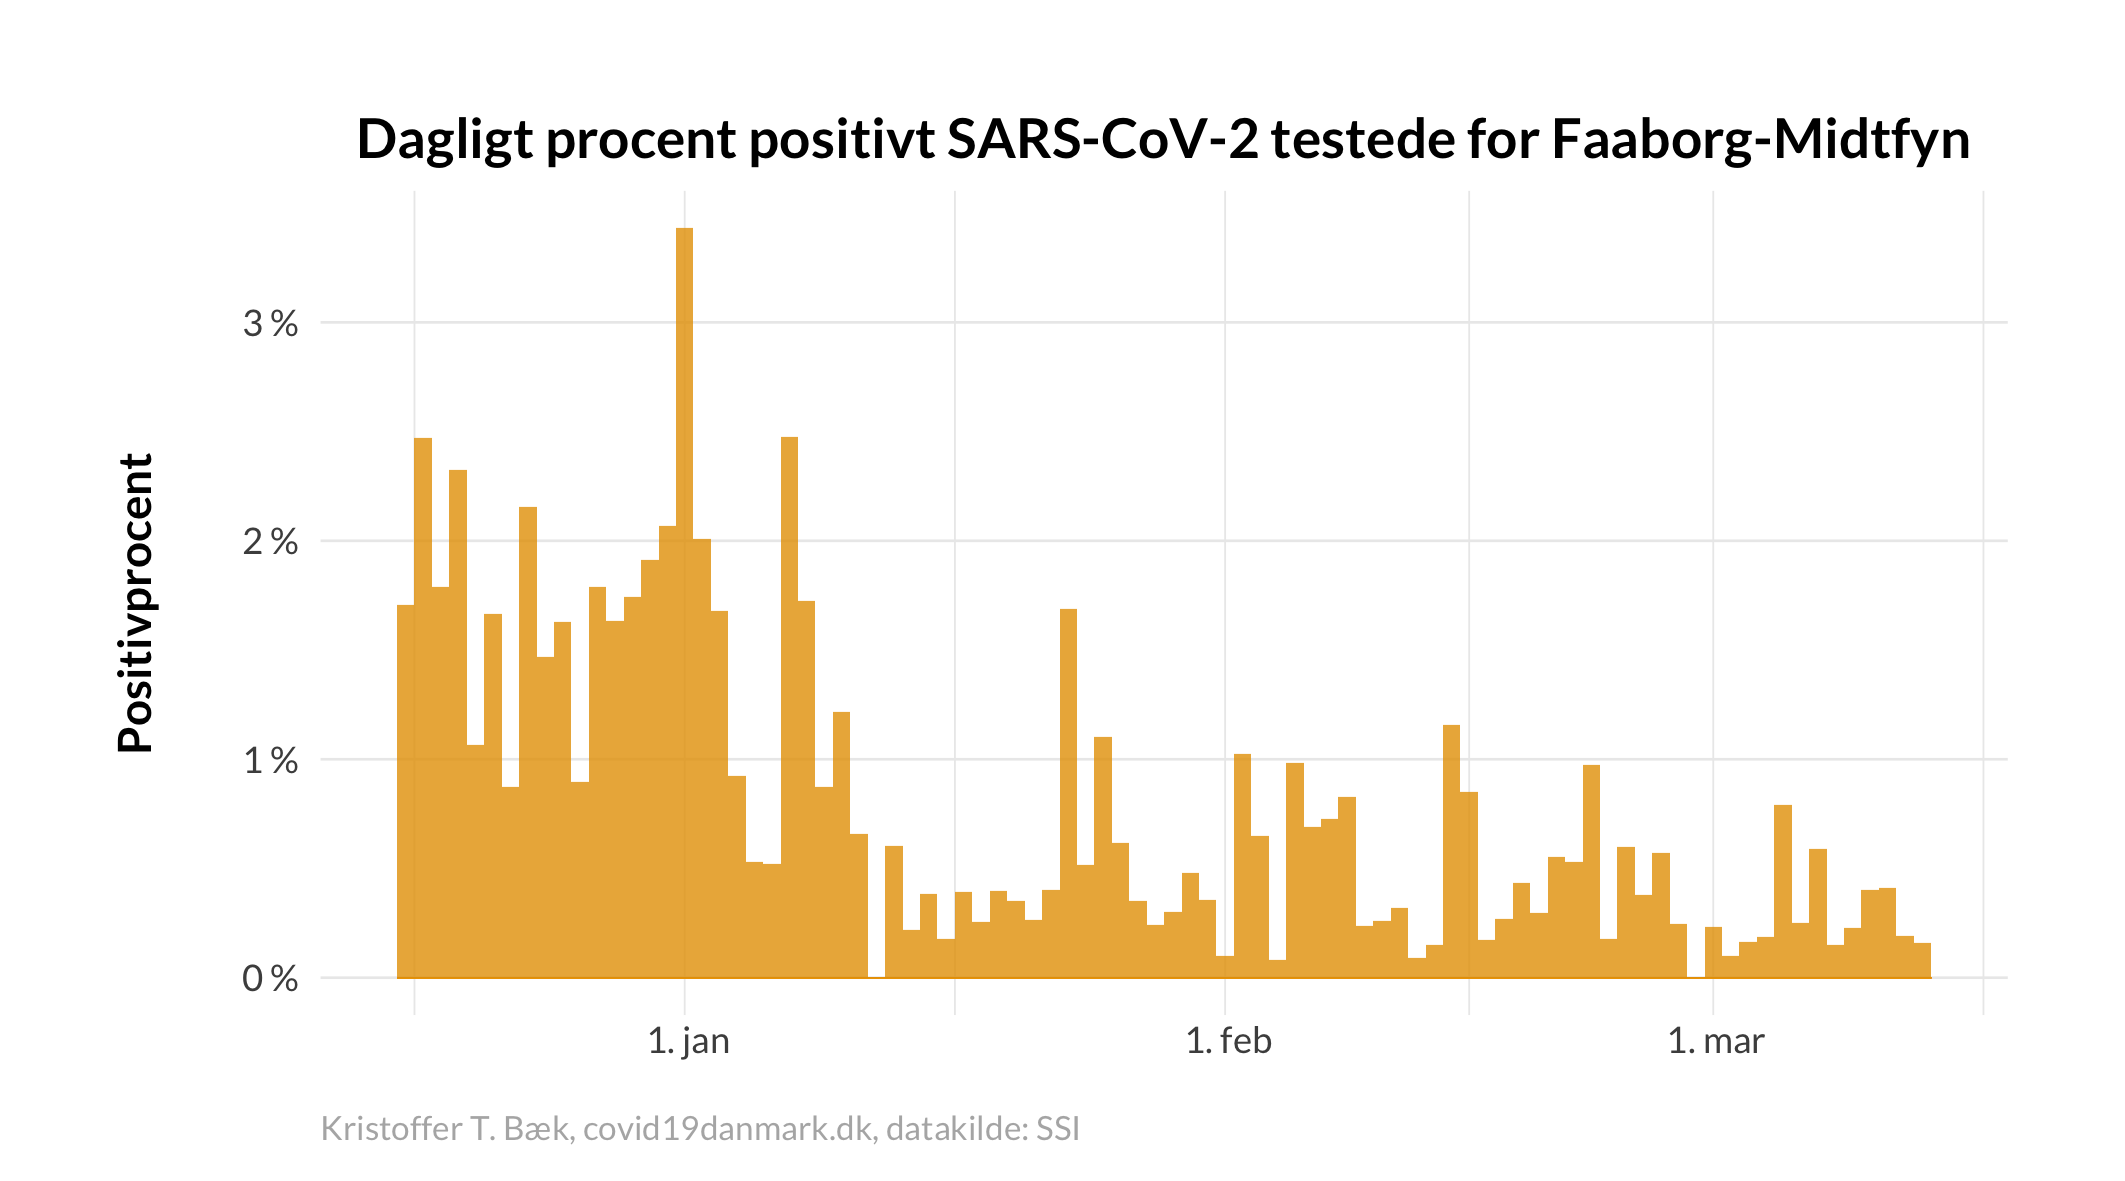 Dagligt procent positivt SARS-CoV-2 testede for Faaborg-Midtfyn
Positivprocent
3 %
2 %
1 %
0 %
1. jan
1. feb
1. mar
Kristoffer T. Bæk, covid19danmark.dk, datakilde: SSI